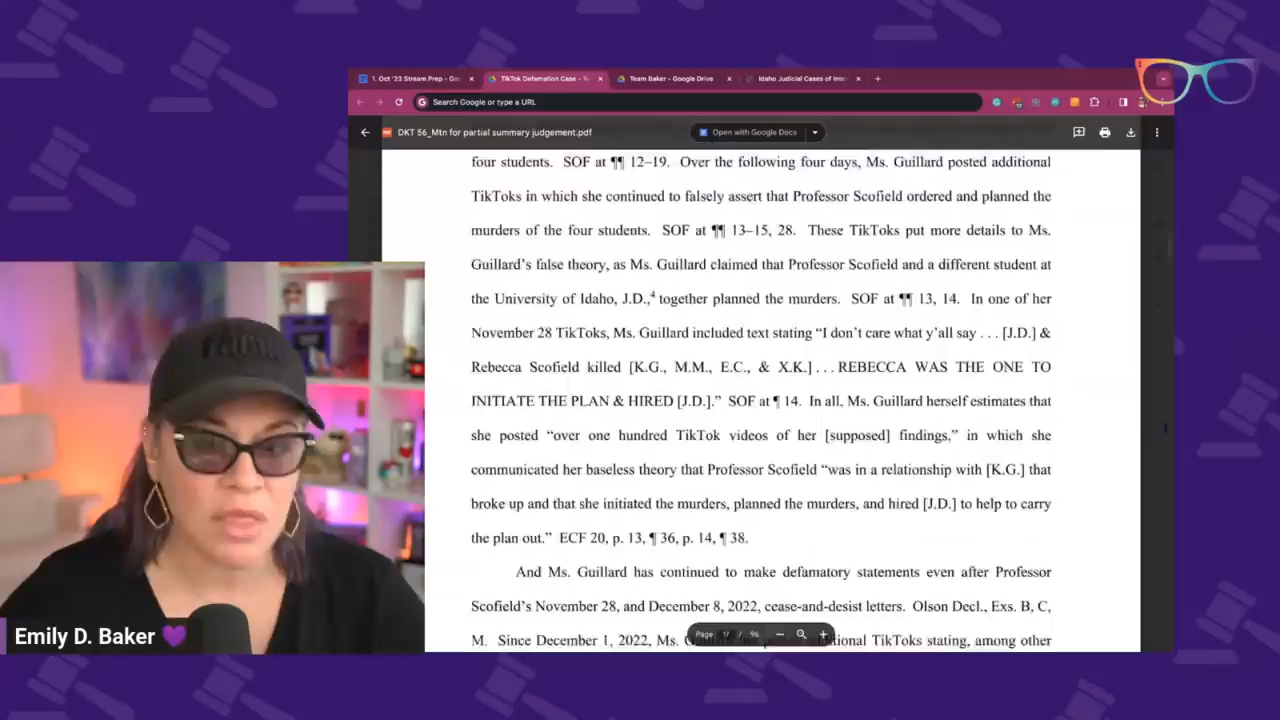 1. Oct '23 Stream Prep - Go
TikTok Defamation Case - T
Team Baker - Google Drive
Idaho Judicial Cases of Inte
Search Google or type a URL
DKT 56_Mtn for partial summary judgement.pdf
Open with Google Docs
four students. SOF at ¶¶ 12–19. Over the following four days, Ms. Guillard posted additional
TikToks in which she continued to falsely assert that Professor Scofield ordered and planned the
murders of the four students. SOF at ¶¶ 13–15, 28. These TikToks put more details to Ms.
Guillard's false theory, as Ms. Guillard claimed that Professor Scofield and a different student at
the University of Idaho, J.D.,4 together planned the murders. SOF at ¶¶ 13, 14. In one of her
November 28 TikToks, Ms. Guillard included text stating “I don't care what y'all say . . . [J.D.] &
Rebecca Scofield killed [K.G., M.M., E.C., & X.K.] . . . REBECCA WAS THE ONE TO
INITIATE THE PLAN & HIRED [J.D.].” SOF at ¶ 14. In all, Ms. Guillard herself estimates that
she posted “over one hundred TikTok videos of her [supposed] findings,” in which she
communicated her baseless theory that Professor Scofield “was in a relationship with [K.G.] that
broke up and that she initiated the murders, planned the murders, and hired [J.D.] to help to carry
the plan out.” ECF 20, p. 13, ¶ 36, p. 14, ¶ 38.
And Ms. Guillard has continued to make defamatory statements even after Professor
Scofield's November 28, and December 8, 2022, cease-and-desist letters. Olson Decl., Exs. B, C,
M. Since December 1, 2022, Ms. TikToks stating, among other
Page 17 / 96
Emily D. Baker 💜